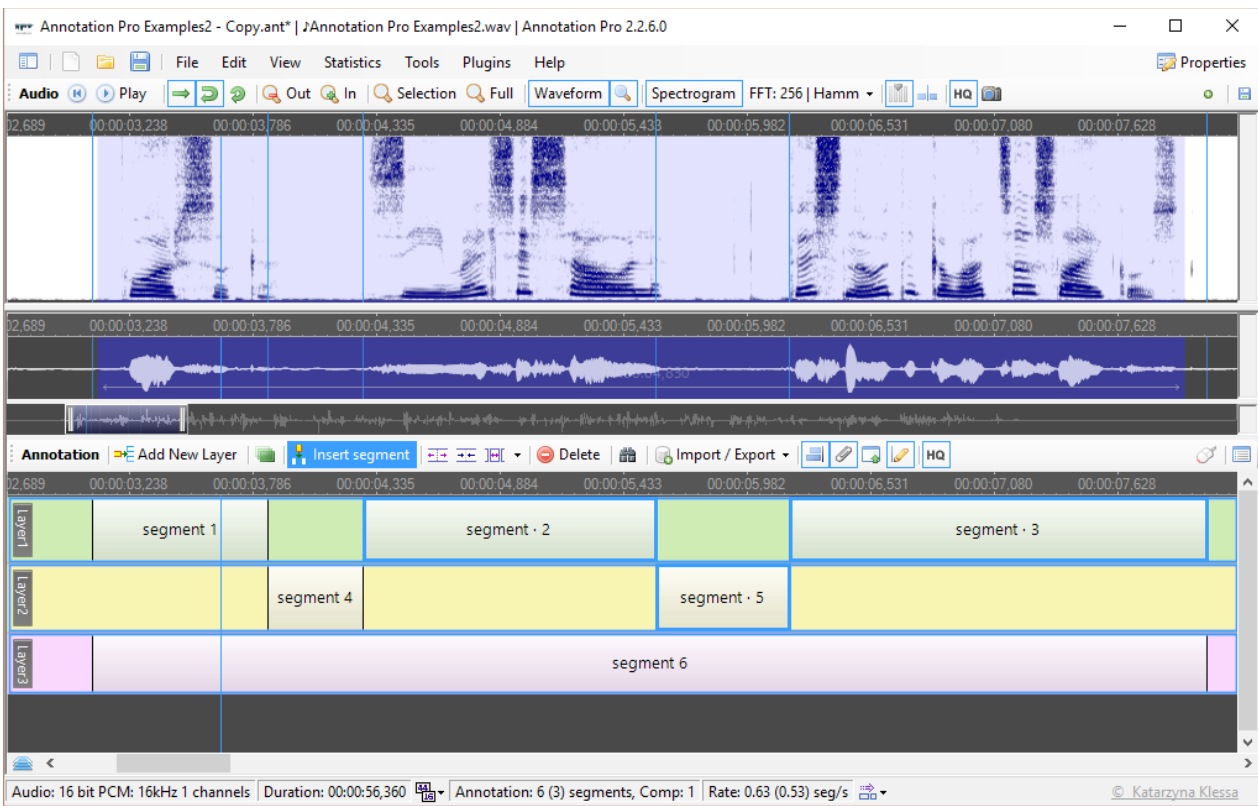 Annotation Pro Examples2 - Copy.ant* | ♪Annotation Pro Examples2.wav | Annotation Pro 2.2.6.0
File Edit View Statistics Tools Plugins Help Properties
Audio Play Out In Selection Full Waveform Spectrogram FFT: 256 | Hamm HQ
02,689 00:00:03,238 00:00:03,786 00:00:04,335 00:00:04,884 00:00:05,433 00:00:05,982 00:00:06,531 00:00:07,080 00:00:07,628
02,689 00:00:03,238 00:00:03,786 00:00:04,335 00:00:04,884 00:00:05,433 00:00:05,982 00:00:06,531 00:00:07,080 00:00:07,628
Annotation Add New Layer Insert segment Delete Import / Export HQ
02,689 00:00:03,238 00:00:03,786 00:00:04,335 00:00:04,884 00:00:05,433 00:00:05,982 00:00:06,531 00:00:07,080 00:00:07,628
Layer1 segment 1 segment · 2 segment · 3
Layer2 segment 4 segment · 5
Layer3 segment 6
Audio: 16 bit PCM: 16kHz 1 channels Duration: 00:00:56,360 44 16 Annotation: 6 (3) segments, Comp: 1 Rate: 0.63 (0.53) seg/s © Katarzyna Klessa